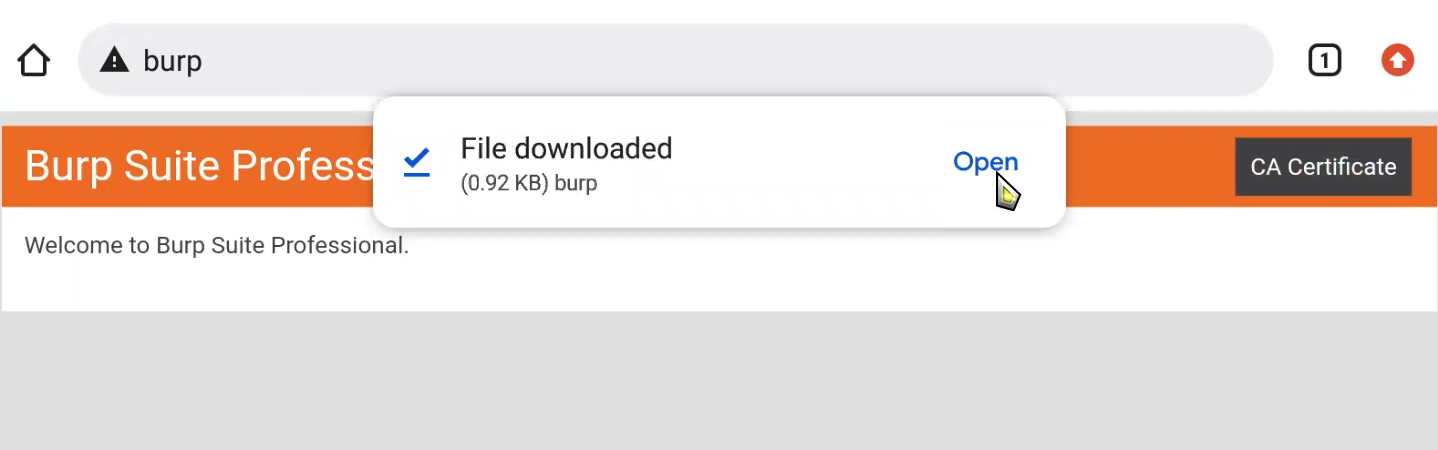 burp
1
File downloaded
(0.92 KB) burp
Open
Burp Suite Profess
CA Certificate
Welcome to Burp Suite Professional.